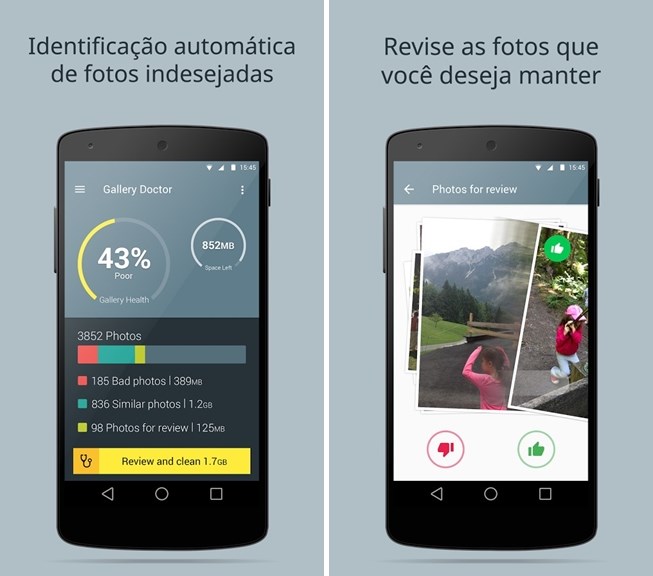 Identificação automática
de fotos indesejadas
15:45
Gallery Doctor
43%
Poor
Gallery Health
852MB
Space Left
3852 Photos
185 Bad photos | 389MB
836 Similar photos | 1.2GB
98 Photos for review | 125MB
Review and clean 1.7GB
Revise as fotos que
você deseja manter
15:45
Photos for review